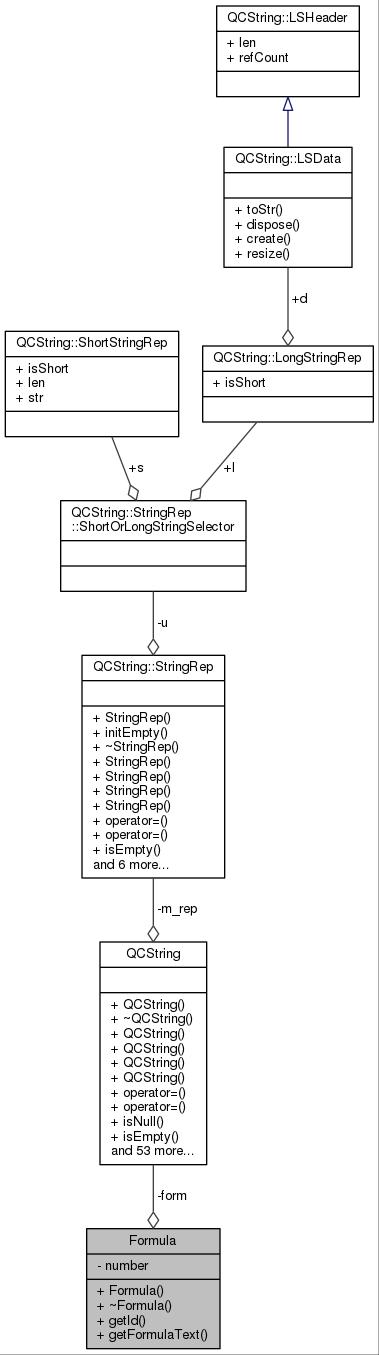 QCString::LSHeader
+ len
+ refCount
QCString::LSData
+ toStr()
+ dispose()
+ create()
+ resize()
+d
QCString::ShortStringRep
+ isShort
+ len
+ str
QCString::LongStringRep
+ isShort
+s
+l
QCString::StringRep
::ShortOrLongStringSelector
-u
QCString::StringRep
+ StringRep()
+ initEmpty()
+ ~StringRep()
+ StringRep()
+ StringRep()
+ StringRep()
+ StringRep()
+ operator=()
+ operator=()
+ isEmpty()
and 6 more...
-m_rep
QCString
+ QCString()
+ ~QCString()
+ QCString()
+ QCString()
+ QCString()
+ QCString()
+ operator=()
+ operator=()
+ isNull()
+ isEmpty()
and 53 more...
-form
Formula
- number
+ Formula()
+ ~Formula()
+ getId()
+ getFormulaText()